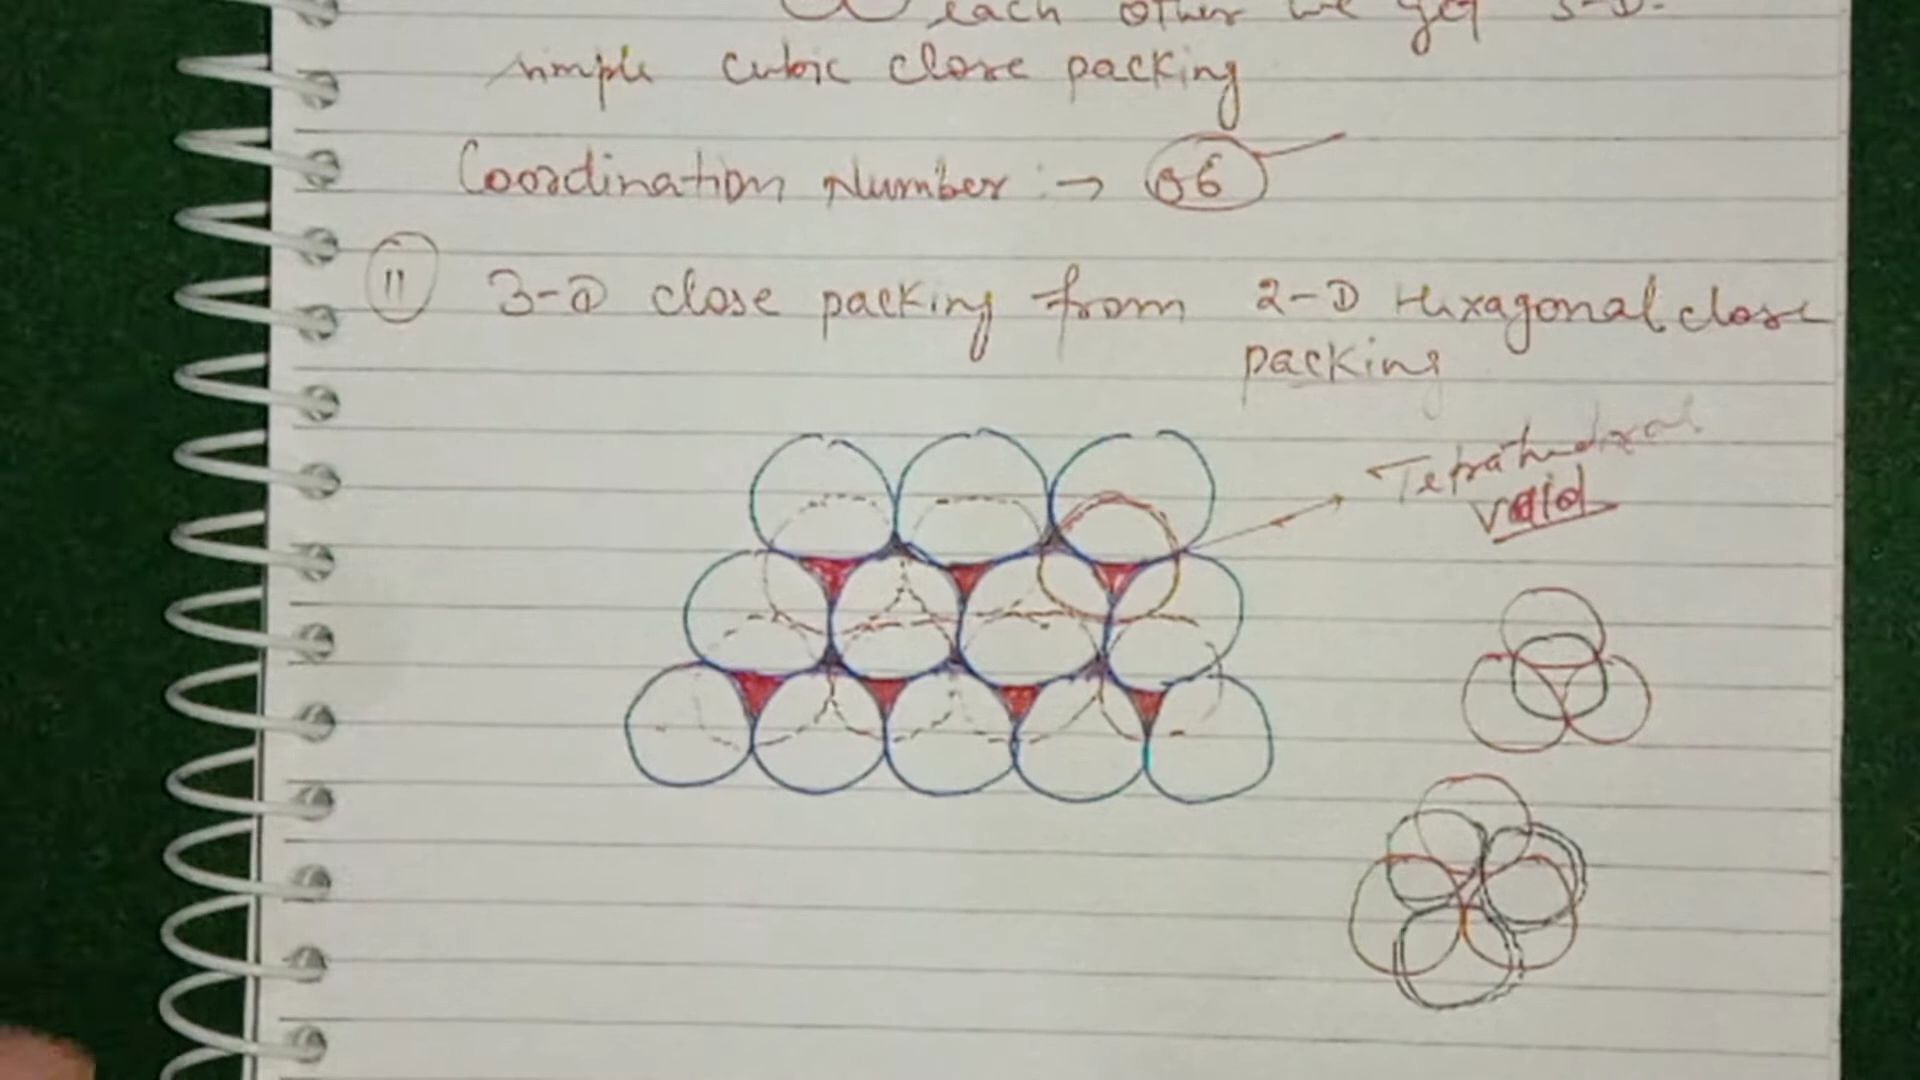 each other we get 3-D.
simple cubic close packing
Coordination Number :→ 06
II 3-D close packing from 2-D Hexagonal close
packing
Tetrahedral
void